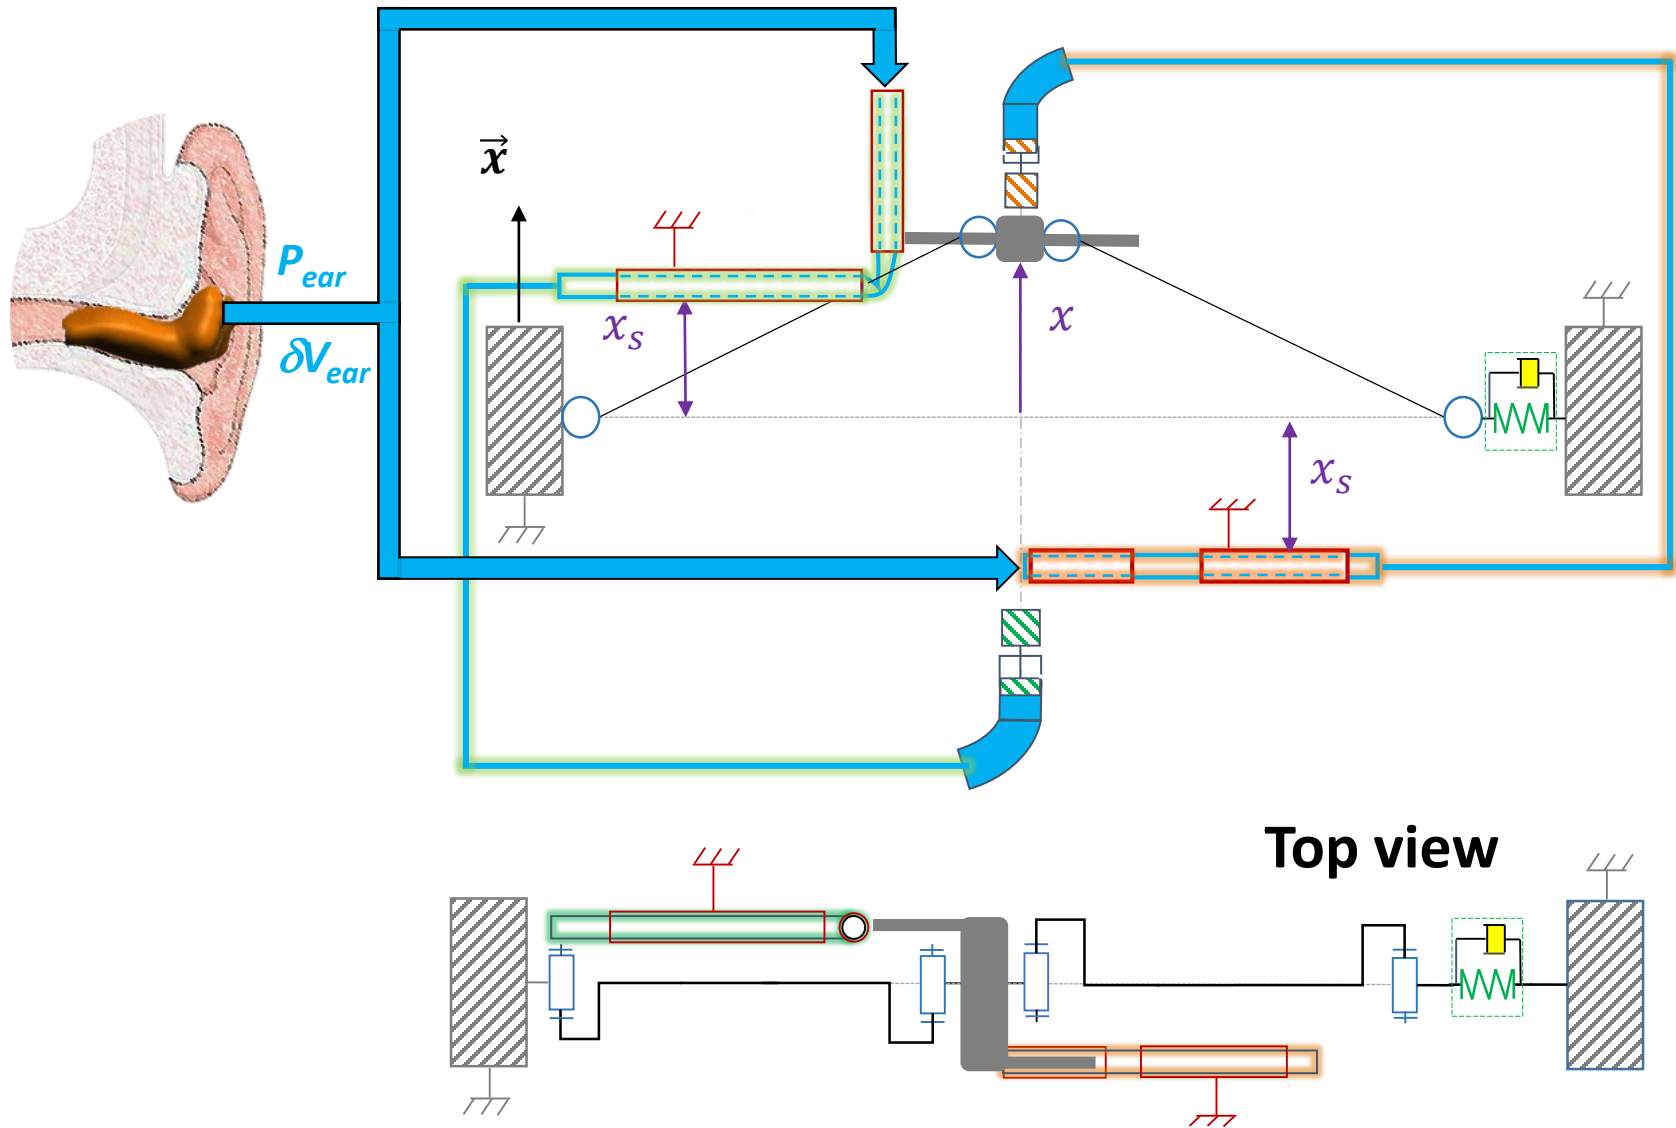 P_ear
δV_ear
x⃗
x_s
x
x_s
Top view